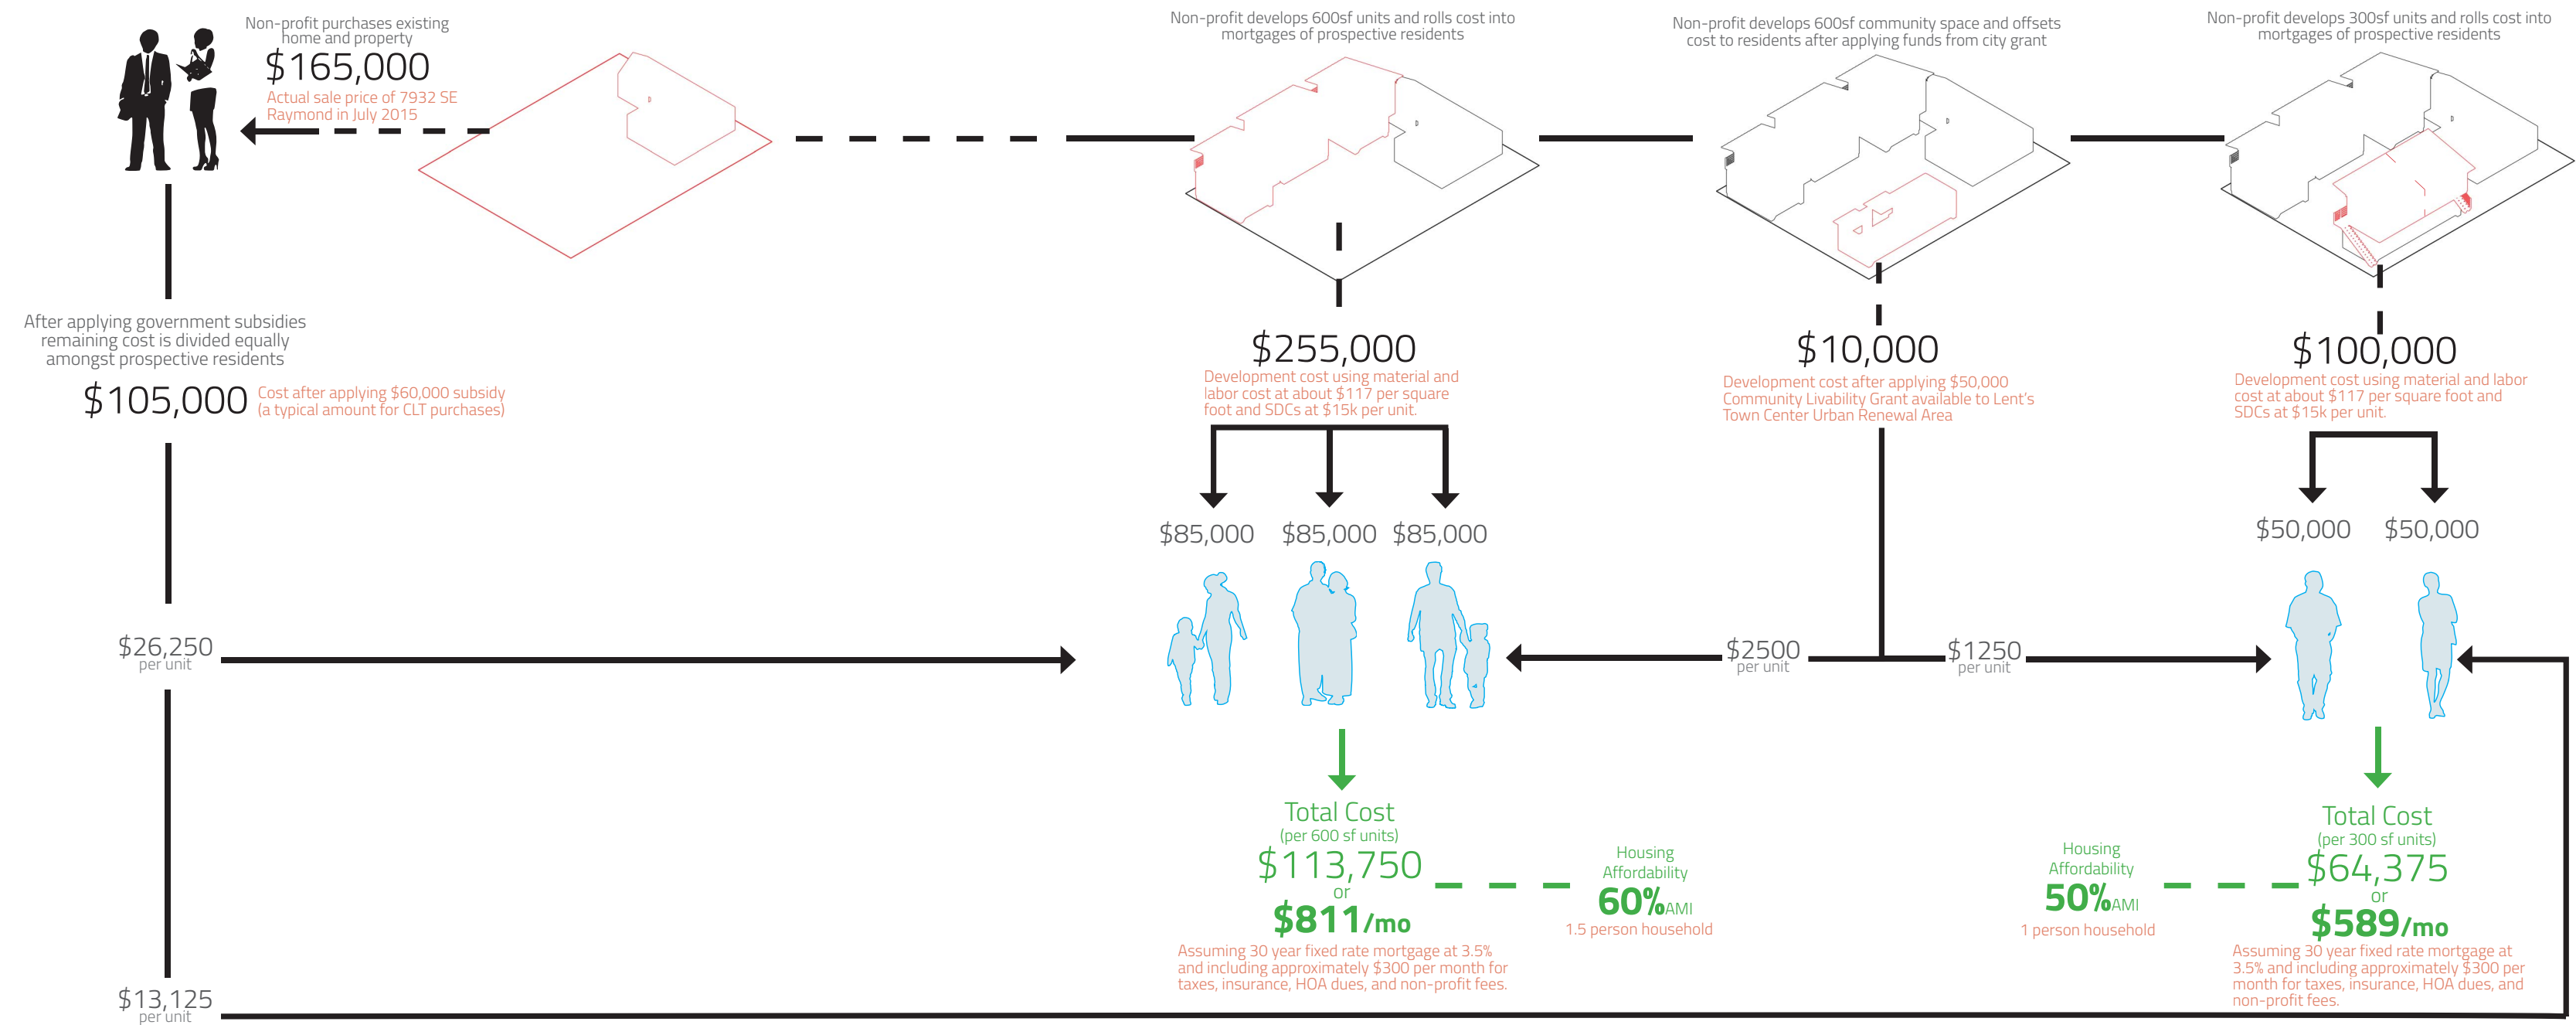 Non-profit purchases existing
home and property
$165,000
Actual sale price of 7932 SE
Raymond in July 2015
Non-profit develops 600sf units and rolls cost into
mortgages of prospective residents
Non-profit develops 600sf community space and offsets
cost to residents after applying funds from city grant
Non-profit develops 300sf units and rolls cost into
mortgages of prospective residents
After applying government subsidies
remaining cost is divided equally
amongst prospective residents
$105,000
Cost after applying $60,000 subsidy
(a typical amount for CLT purchases)
$255,000
Development cost using material and
labor cost at about $117 per square
foot and SDCs at $15k per unit.
$10,000
Development cost after applying $50,000
Community Livability Grant available to Lent's
Town Center Urban Renewal Area
$100,000
Development cost using material and labor
cost at about $117 per square foot and
SDCs at $15k per unit.
$85,000
$85,000
$85,000
$50,000
$50,000
$26,250
per unit
$2500
per unit
$1250
per unit
Total Cost
(per 600 sf units)
$113,750
or
$811/mo
Assuming 30 year fixed rate mortgage at 3.5%
and including approximately $300 per month for
taxes, insurance, HOA dues, and non-profit fees.
Housing
Affordability
60%AMI
1.5 person household
Housing
Affordability
50%AMI
1 person household
Total Cost
(per 300 sf units)
$64,375
or
$589/mo
Assuming 30 year fixed rate mortgage at
3.5% and including approximately $300 per
month for taxes, insurance, HOA dues, and
non-profit fees.
$13,125
per unit